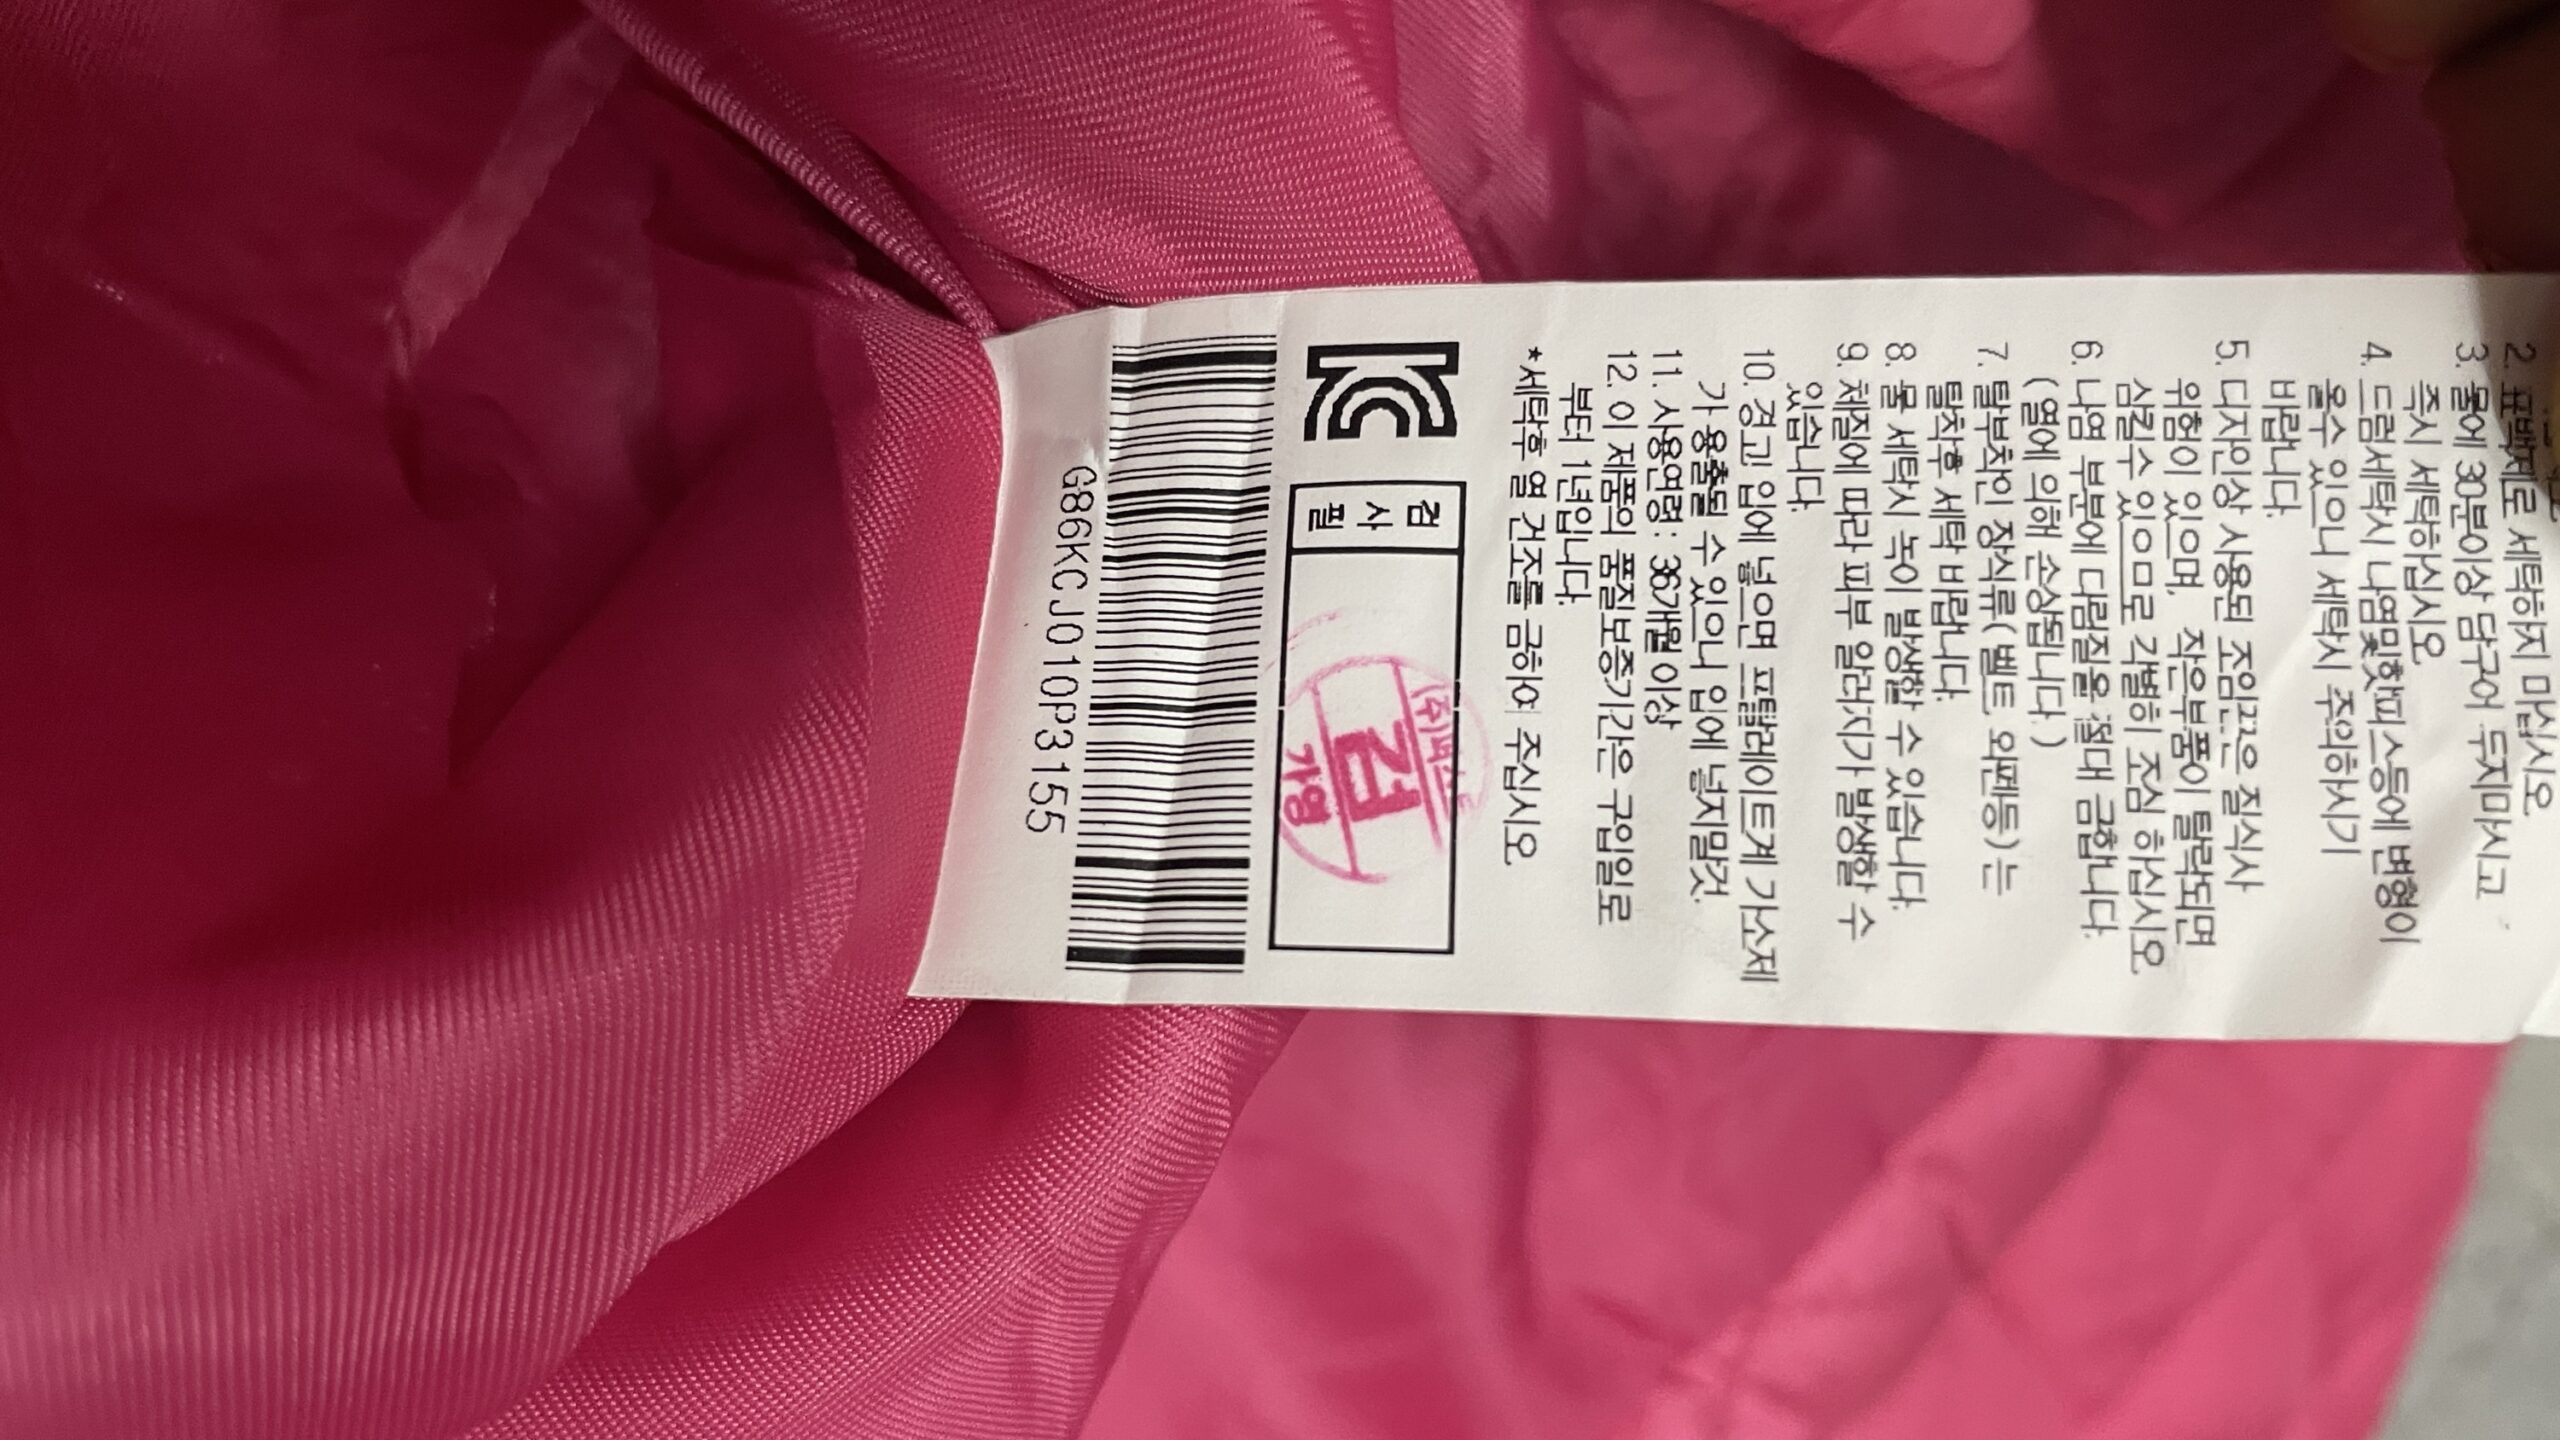 2. 표백제로 세탁하지 마십시오
3. 물에 30분이상 담구어 두지마시고
즉시 세탁하십시오
4. 드럼세탁시 나염및핫피스등에 변형이
올수 있으니 세탁시 주의하시기
바랍니다.
5. 디자인상 사용된 조임끈은 질식사
위험이 있으며, 작은부품이 탈락되면
삼킬수 있으므로 각별히 조심 하십시오
6. 나염 부분에 다림질을 절대 금합니다.
(열에 의해 손상됩니다.)
7. 탈부착인 장식류(벨트, 와펜등)는
탈착후 세탁 바랍니다.
8. 물 세탁시 녹이 발생할 수 있습니다.
9. 체질에 따라 피부 알러지가 발생할 수
있습니다.
10. 경고! 입에 넣으면 프탈레이트계 가소제
가 용출될 수 있으니 입에 넣지말것.
11. 사용연령: 36개월 이상
12. 이 제품의 품질보증기간은 구입일로
부터 1년입니다.
*세탁후 열 건조를 금하여 주십시오
KC
검사필
(주)
검
가영
G86KCJ010P3155